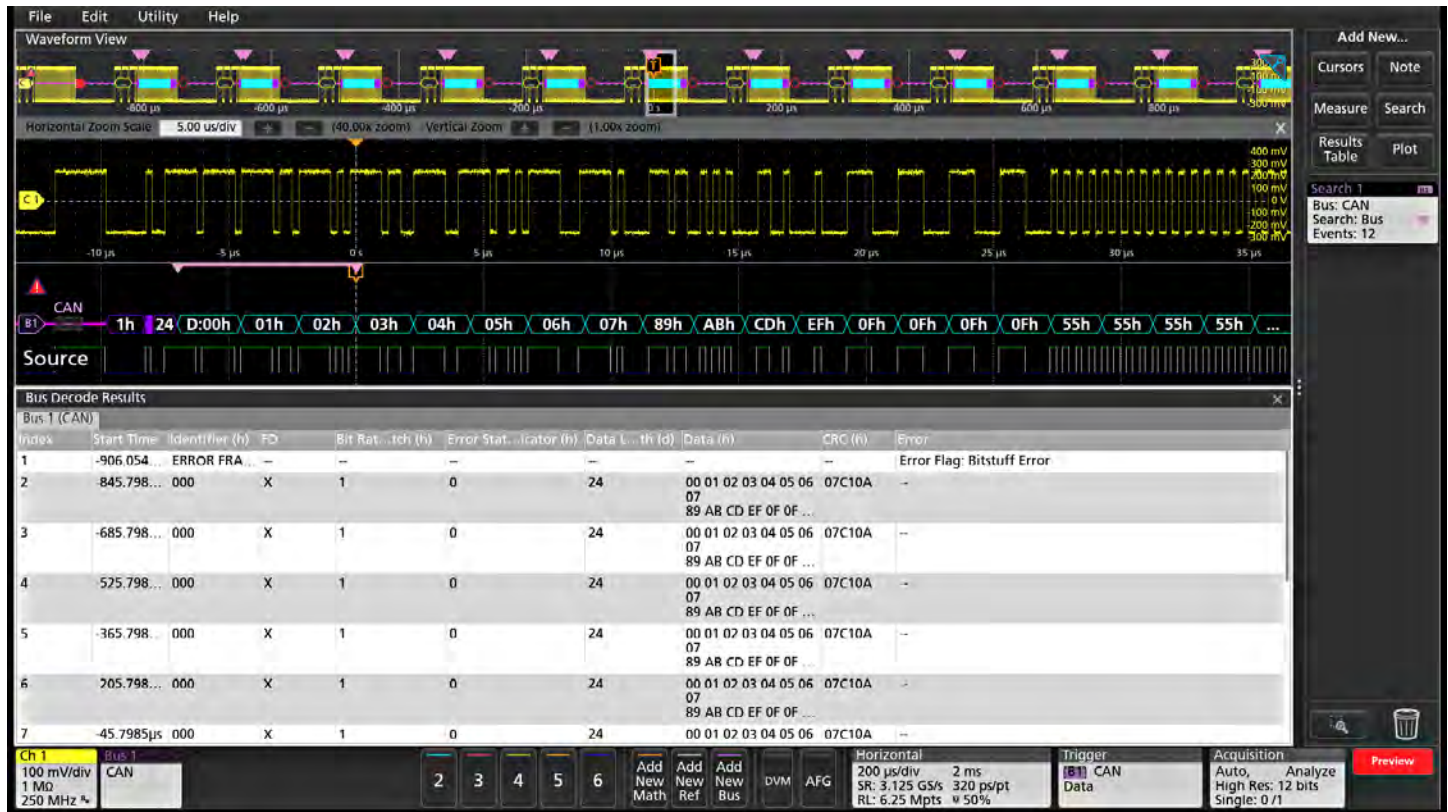 File Edit Utility Help
Waveform View
Add New...
Cursors Note
Measure Search
Results Table Plot
-800 µs -600 µs -400 µs -200 µs 0 s 200 µs 400 µs 600 µs 800 µs
Horizontal Zoom Scale 5.00 us/div (40.00x zoom) Vertical Zoom (1.00x zoom) X
400 mV
300 mV
200 mV
100 mV
0 V
-100 mV
-200 mV
-300 mV
C1
-10 µs -5 µs 0 s 5 µs 10 µs 15 µs 20 µs 25 µs 30 µs 35 µs
Search 1 B1
Bus: CAN
Search: Bus
Events: 12
CAN
B1 1h 24 D:00h 01h 02h 03h 04h 05h 06h 07h 89h ABh CDh EFh 0Fh 0Fh 0Fh 0Fh 55h 55h 55h 55h ...
Source
Bus Decode Results
Bus 1 (CAN)
Index Start Time Identifier (h) FD Bit Rat...tch (h) Error Stat...icator (h) Data L...th (d) Data (h) CRC (h) Error
1 -906.054... ERROR FRA... -- -- -- -- -- -- Error Flag: Bitstuff Error
2 -845.798... 000 X 1 0 24 00 01 02 03 04 05 06 07C10A --
07
89 AB CD EF 0F 0F ...
3 -685.798... 000 X 1 0 24 00 01 02 03 04 05 06 07C10A --
07
89 AB CD EF 0F 0F ...
4 -525.798... 000 X 1 0 24 00 01 02 03 04 05 06 07C10A --
07
89 AB CD EF 0F 0F ...
5 -365.798... 000 X 1 0 24 00 01 02 03 04 05 06 07C10A --
07
89 AB CD EF 0F 0F ...
6 -205.798... 000 X 1 0 24 00 01 02 03 04 05 06 07C10A --
07
89 AB CD EF 0F 0F ...
7 -45.7985µs 000 X 1 0 24 00 01 02 03 04 05 06 07C10A --
Ch 1
100 mV/div
1 MΩ
250 MHz
Bus 1
CAN
2 3 4 5 6
Add New Math
Add New Ref
Add New Bus
DVM AFG
Horizontal
200 µs/div 2 ms
SR: 3.125 GS/s 320 ps/pt
RL: 6.25 Mpts 50%
Trigger
B1 CAN
Data
Acquisition
Auto, Analyze
High Res: 12 bits
Single: 0 /1
Preview